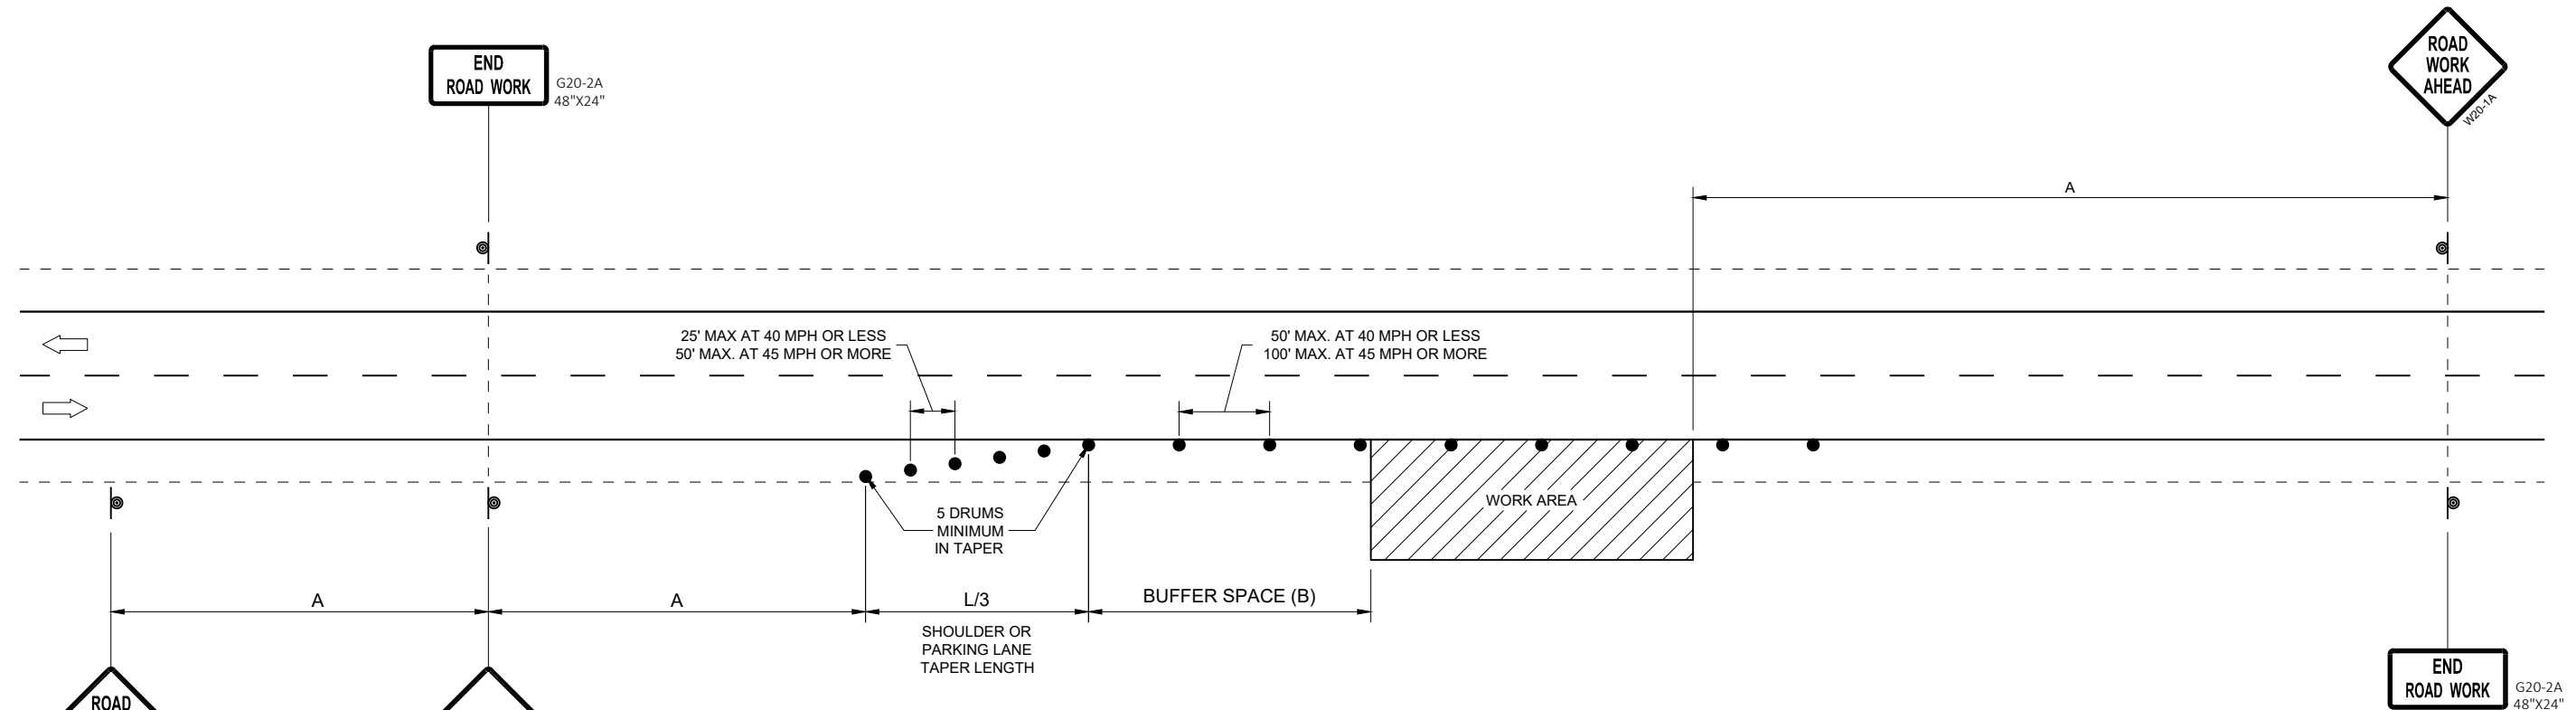 END
ROAD WORK
G20-2A
48"X24"
ROAD
WORK
AHEAD
W20-1A
A
25' MAX AT 40 MPH OR LESS
50' MAX. AT 45 MPH OR MORE
50' MAX. AT 40 MPH OR LESS
100' MAX. AT 45 MPH OR MORE
5 DRUMS
MINIMUM
IN TAPER
WORK AREA
A
A
L/3
BUFFER SPACE (B)
SHOULDER OR
PARKING LANE
TAPER LENGTH
ROAD
END
ROAD WORK
G20-2A
48"X24"